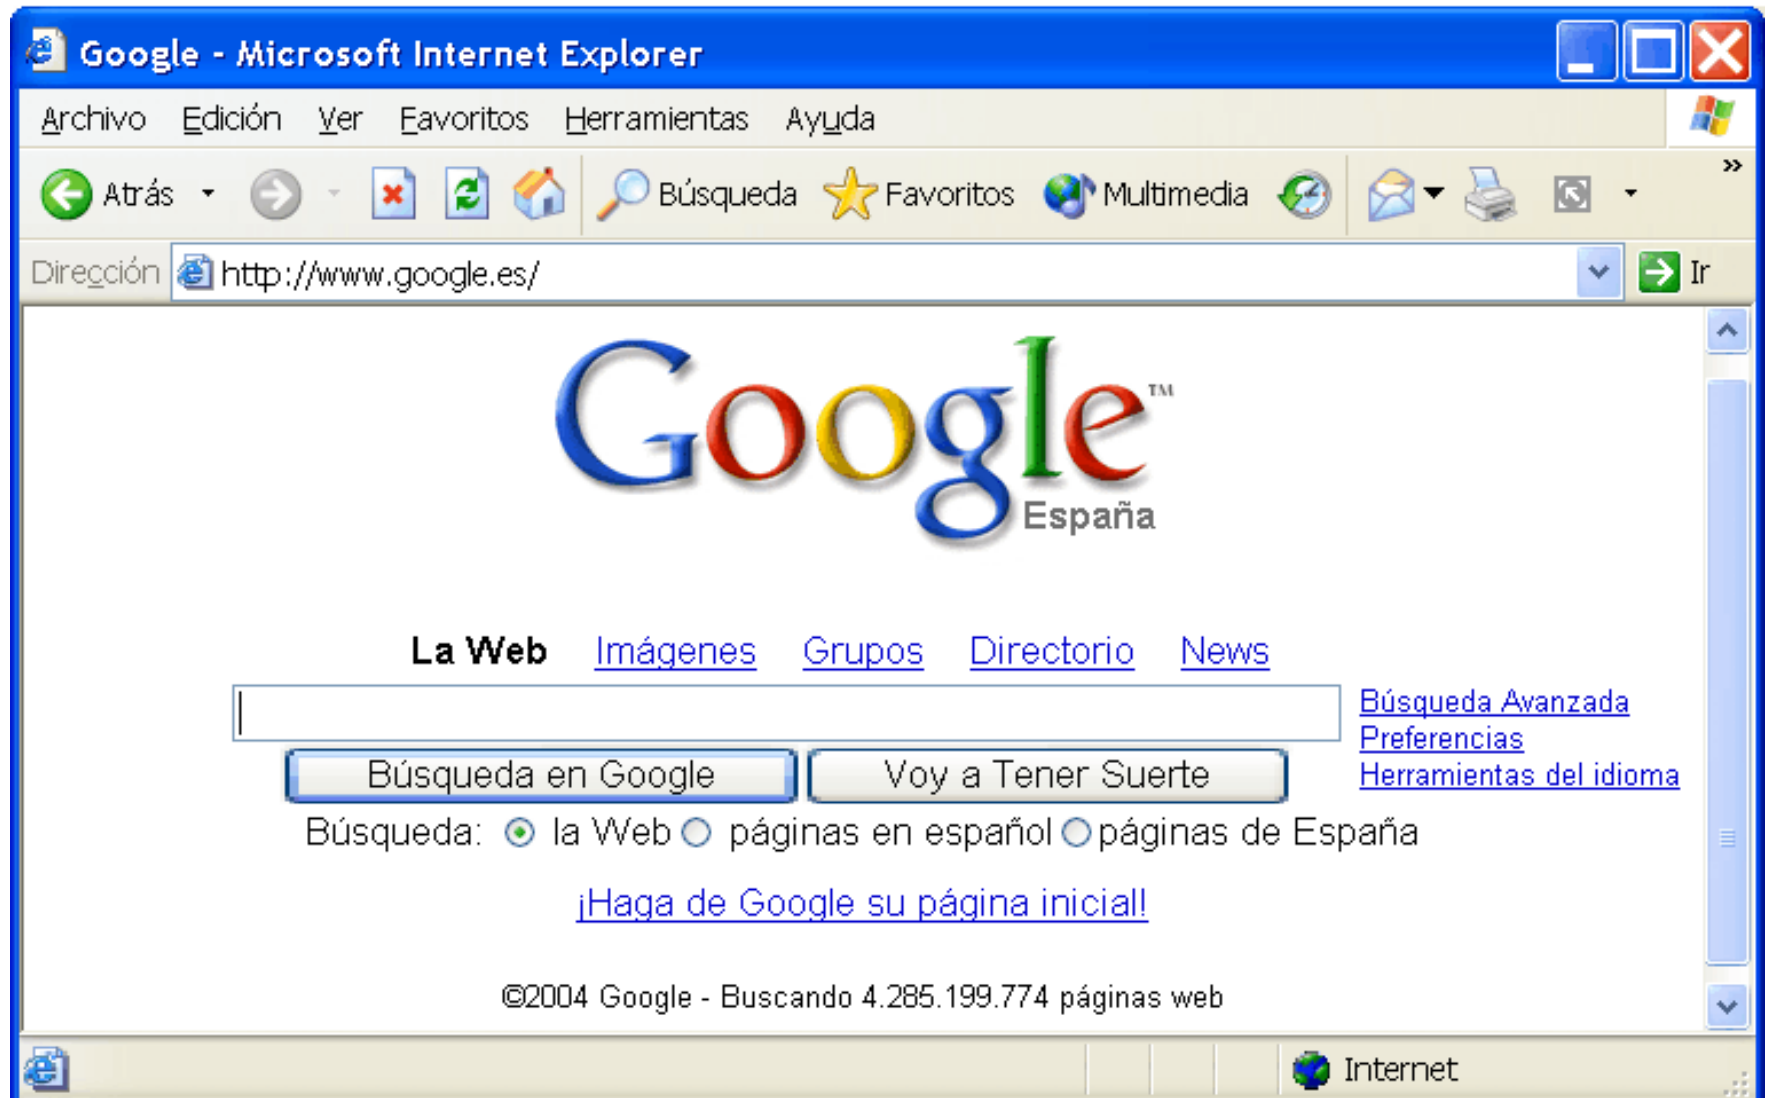 Google - Microsoft Internet Explorer
Archivo Edición Ver Favoritos Herramientas Ayuda
Atrás Búsqueda Favoritos Multimedia »
Dirección http://www.google.es/ Ir
Google™
España
La Web Imágenes Grupos Directorio News
Búsqueda Avanzada
Preferencias
Herramientas del idioma
Búsqueda en Google Voy a Tener Suerte
Búsqueda: la Web páginas en español páginas de España
¡Haga de Google su página inicial!
©2004 Google - Buscando 4.285.199.774 páginas web
Internet